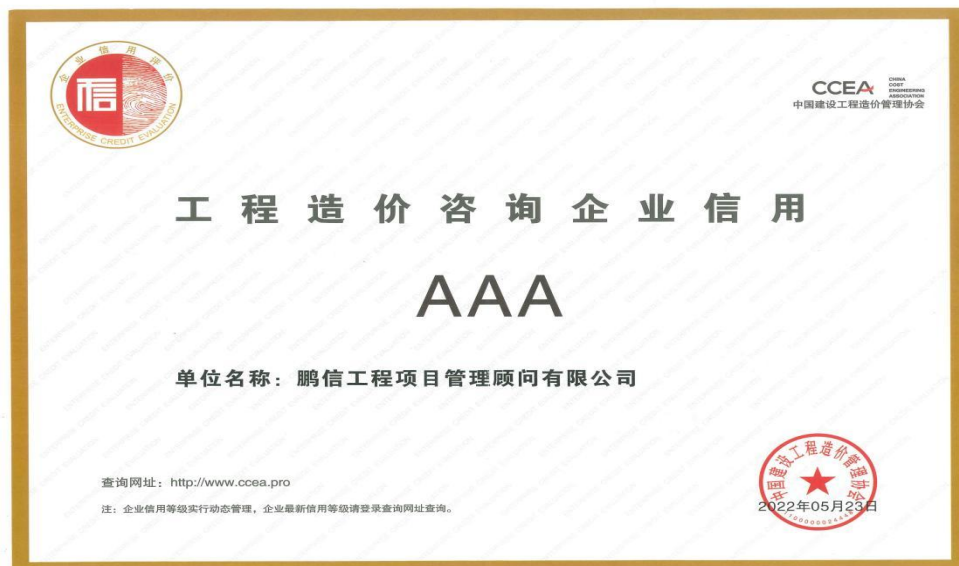 企业信用评价
信
ENTERPRISE CREDIT EVALUATION
CCEA
CHINA
COST
ENGINEERING
ASSOCIATION
中国建设工程造价管理协会
工程造价咨询企业信用
AAA
单位名称：鹏信工程项目管理顾问有限公司
查询网址：http://www.ccea.pro
注：企业信用等级实行动态管理，企业最新信用等级请登录查询网址查询。
中国建设工程造价管理协会
2022年05月23日